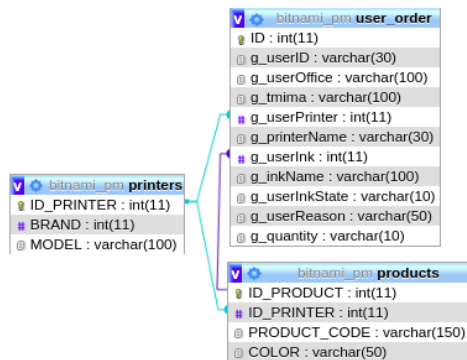 bitnami_pm user_order
ID : int(11)
g_userID : varchar(30)
g_userOffice : varchar(100)
g_tmima : varchar(100)
g_userPrinter : int(11)
g_printerName : varchar(30)
g_userInk : int(11)
g_inkName : varchar(100)
g_userInkState : varchar(10)
g_userReason : varchar(50)
g_quantity : varchar(10)
bitnami_pm printers
ID_PRINTER : int(11)
BRAND : int(11)
MODEL : varchar(100)
bitnami_pm products
ID_PRODUCT : int(11)
ID_PRINTER : int(11)
PRODUCT_CODE : varchar(150)
COLOR : varchar(50)